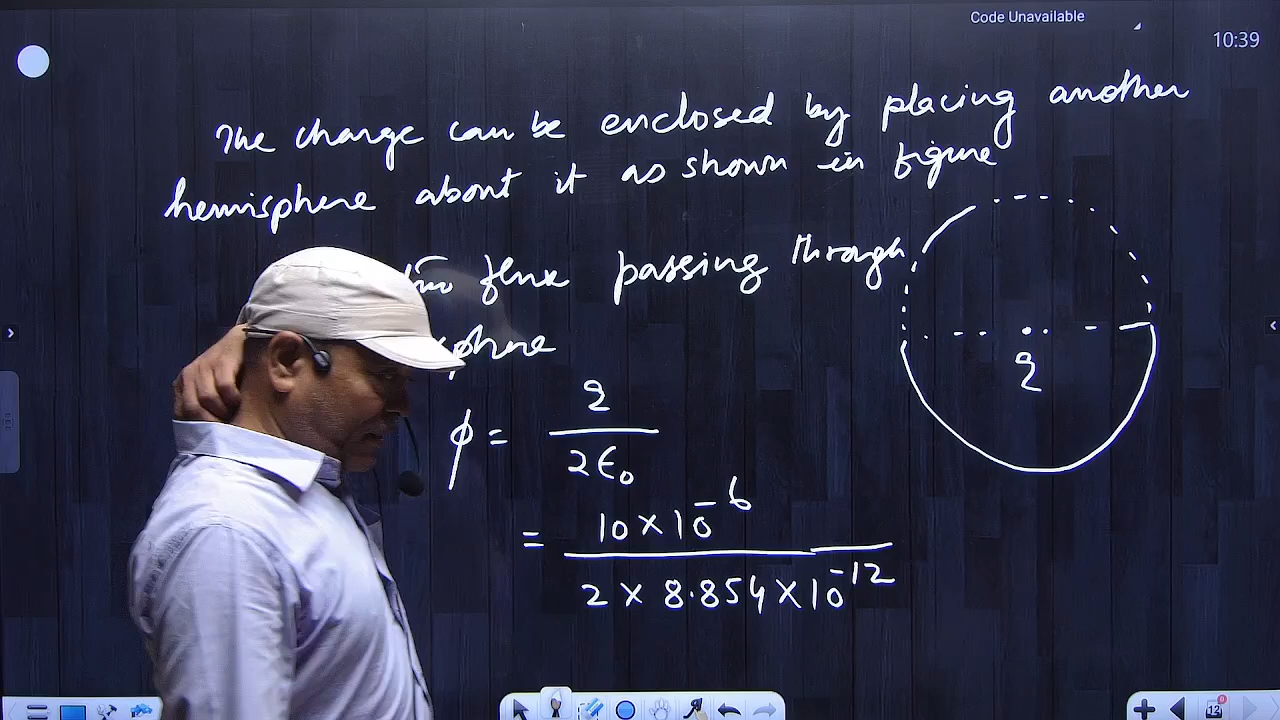 Code Unavailable
10:39
The charge can be enclosed by placing another
hemisphere about it as shown in figure
flux passing through
q
ϕ = q / 2ϵ₀
= 10 × 10⁻⁶ / 2 × 8.854 × 10⁻¹²
12